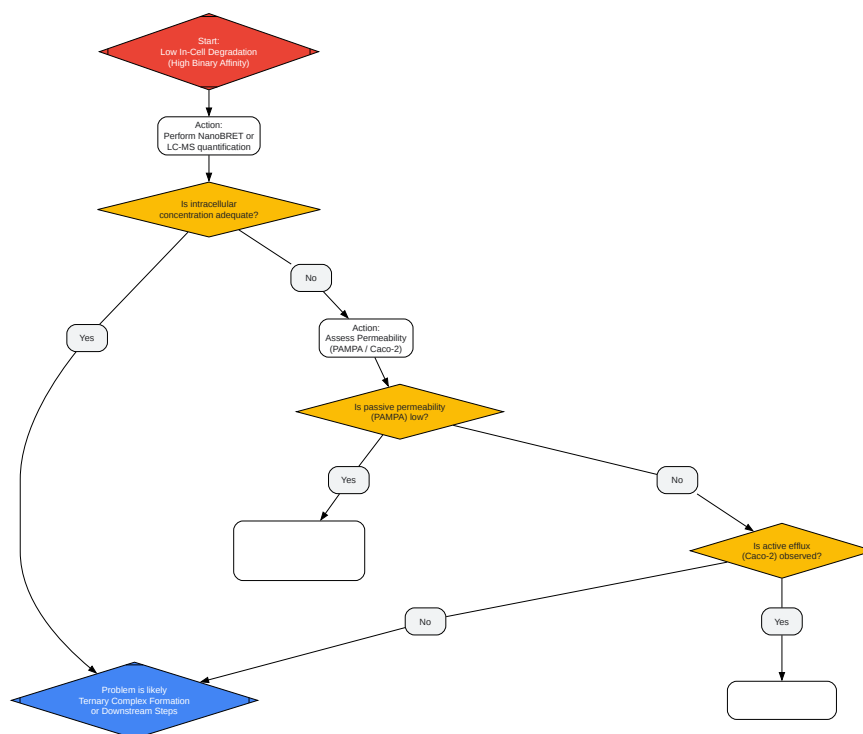 Start:
Low In-Cell Degradation
(High Binary Affinity)
Action:
Perform NanoBRET or
LC-MS quantification
Is intracellular
concentration adequate?
No
Yes
Action:
Assess Permeability
(PAMPA / Caco-2)
Is passive permeability
(PAMPA) low?
Yes
No
Is active efflux
(Caco-2) observed?
No
Yes
Problem is likely
Ternary Complex Formation
or Downstream Steps